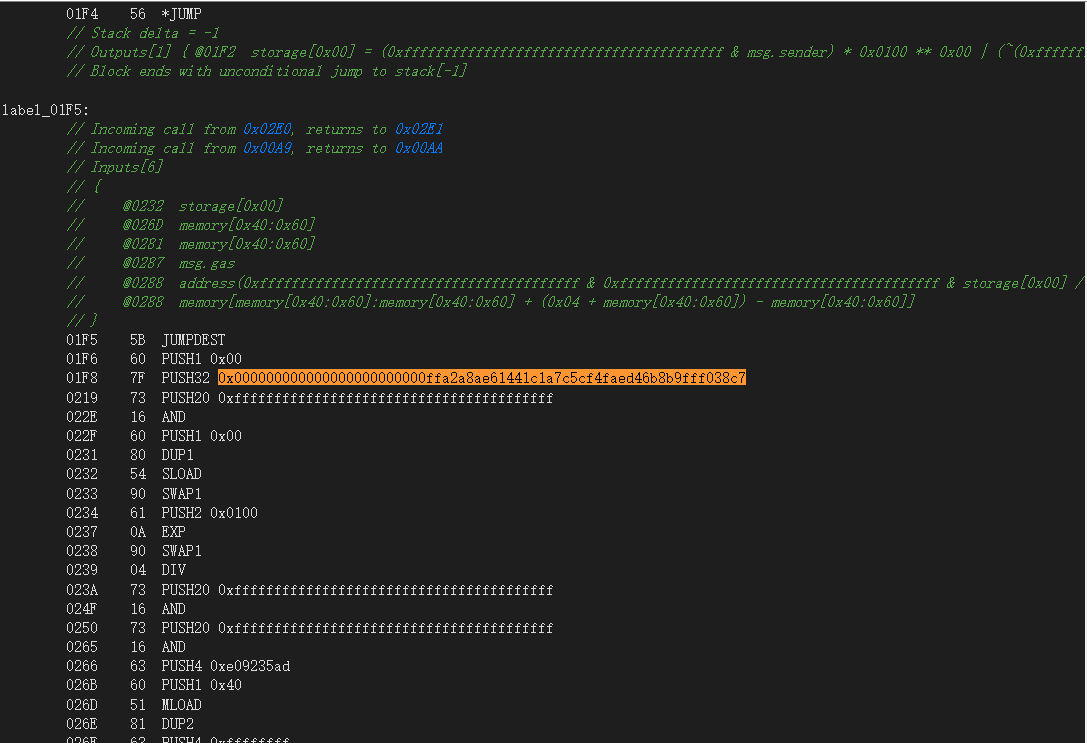 01F4 56 *JUMP
// Stack delta = -1
// Outputs[1] { @01F2 storage[0x00] = (0xffffffffffffffffffffffffffffffffffffffff & msg.sender) * 0x0100 ** 0x00 | (~(0xffffff
// Block ends with unconditional jump to stack[-1]
label_01F5:
// Incoming call from 0x02E0, returns to 0x02E1
// Incoming call from 0x00A9, returns to 0x00AA
// Inputs[6]
// {
// @0232 storage[0x00]
// @026D memory[0x40:0x60]
// @0281 memory[0x40:0x60]
// @0287 msg.gas
// @0288 address(0xffffffffffffffffffffffffffffffffffffffff & 0xffffffffffffffffffffffffffffffffffffffff & storage[0x00] /
// @0288 memory[memory[0x40:0x60]:memory[0x40:0x60] + (0x04 + memory[0x40:0x60]) - memory[0x40:0x60]]
// }
01F5 5B JUMPDEST
01F6 60 PUSH1 0x00
01F8 7F PUSH32 0x000000000000000000000000ffa2a8ae61441c1a7c5cf4faed46b8b9fff038c7
0219 73 PUSH20 0xffffffffffffffffffffffffffffffffffffffff
022E 16 AND
022F 60 PUSH1 0x00
0231 80 DUP1
0232 54 SLOAD
0233 90 SWAP1
0234 61 PUSH2 0x0100
0237 0A EXP
0238 90 SWAP1
0239 04 DIV
023A 73 PUSH20 0xffffffffffffffffffffffffffffffffffffffff
024F 16 AND
0250 73 PUSH20 0xffffffffffffffffffffffffffffffffffffffff
0265 16 AND
0266 63 PUSH4 0xe09235ad
026B 60 PUSH1 0x40
026D 51 MLOAD
026E 81 DUP2
026F 63 PUSH4 0xffffffff